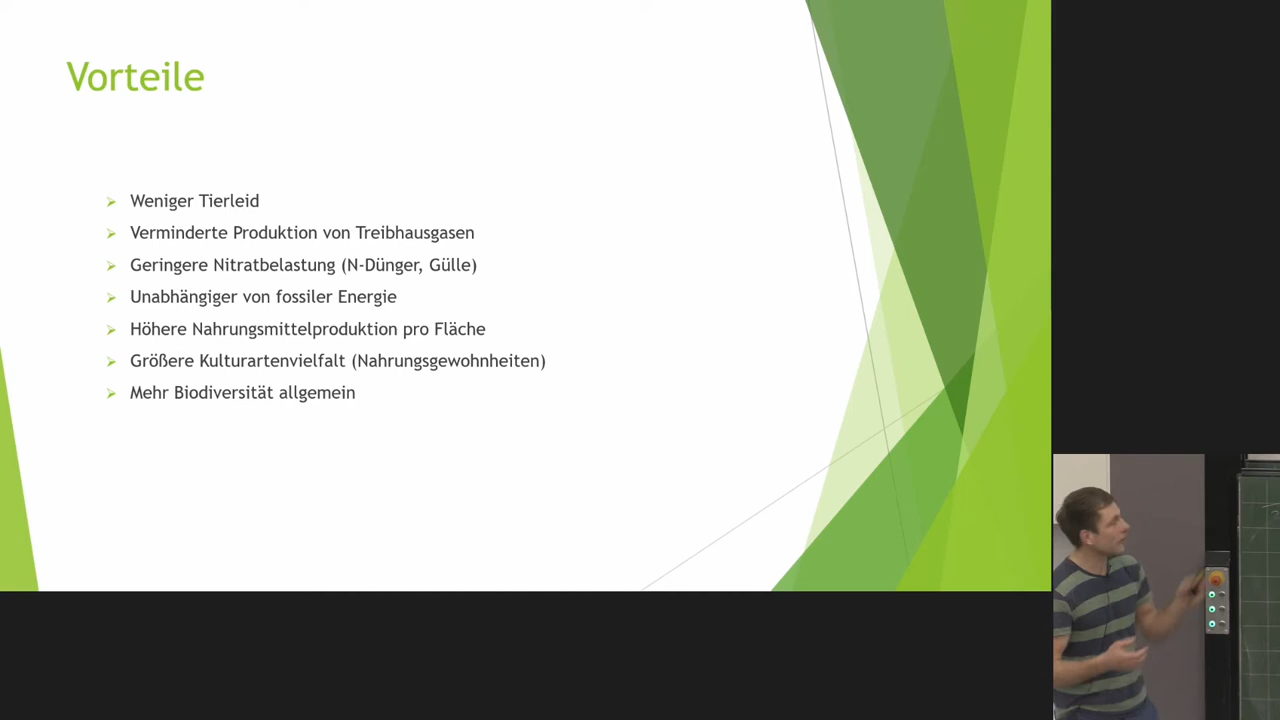 Vorteile
Weniger Tierleid
Verminderte Produktion von Treibhausgasen
Geringere Nitratbelastung (N-Dünger, Gülle)
Unabhängiger von fossiler Energie
Höhere Nahrungsmittelproduktion pro Fläche
Größere Kulturartenvielfalt (Nahrungsgewohnheiten)
Mehr Biodiversität allgemein